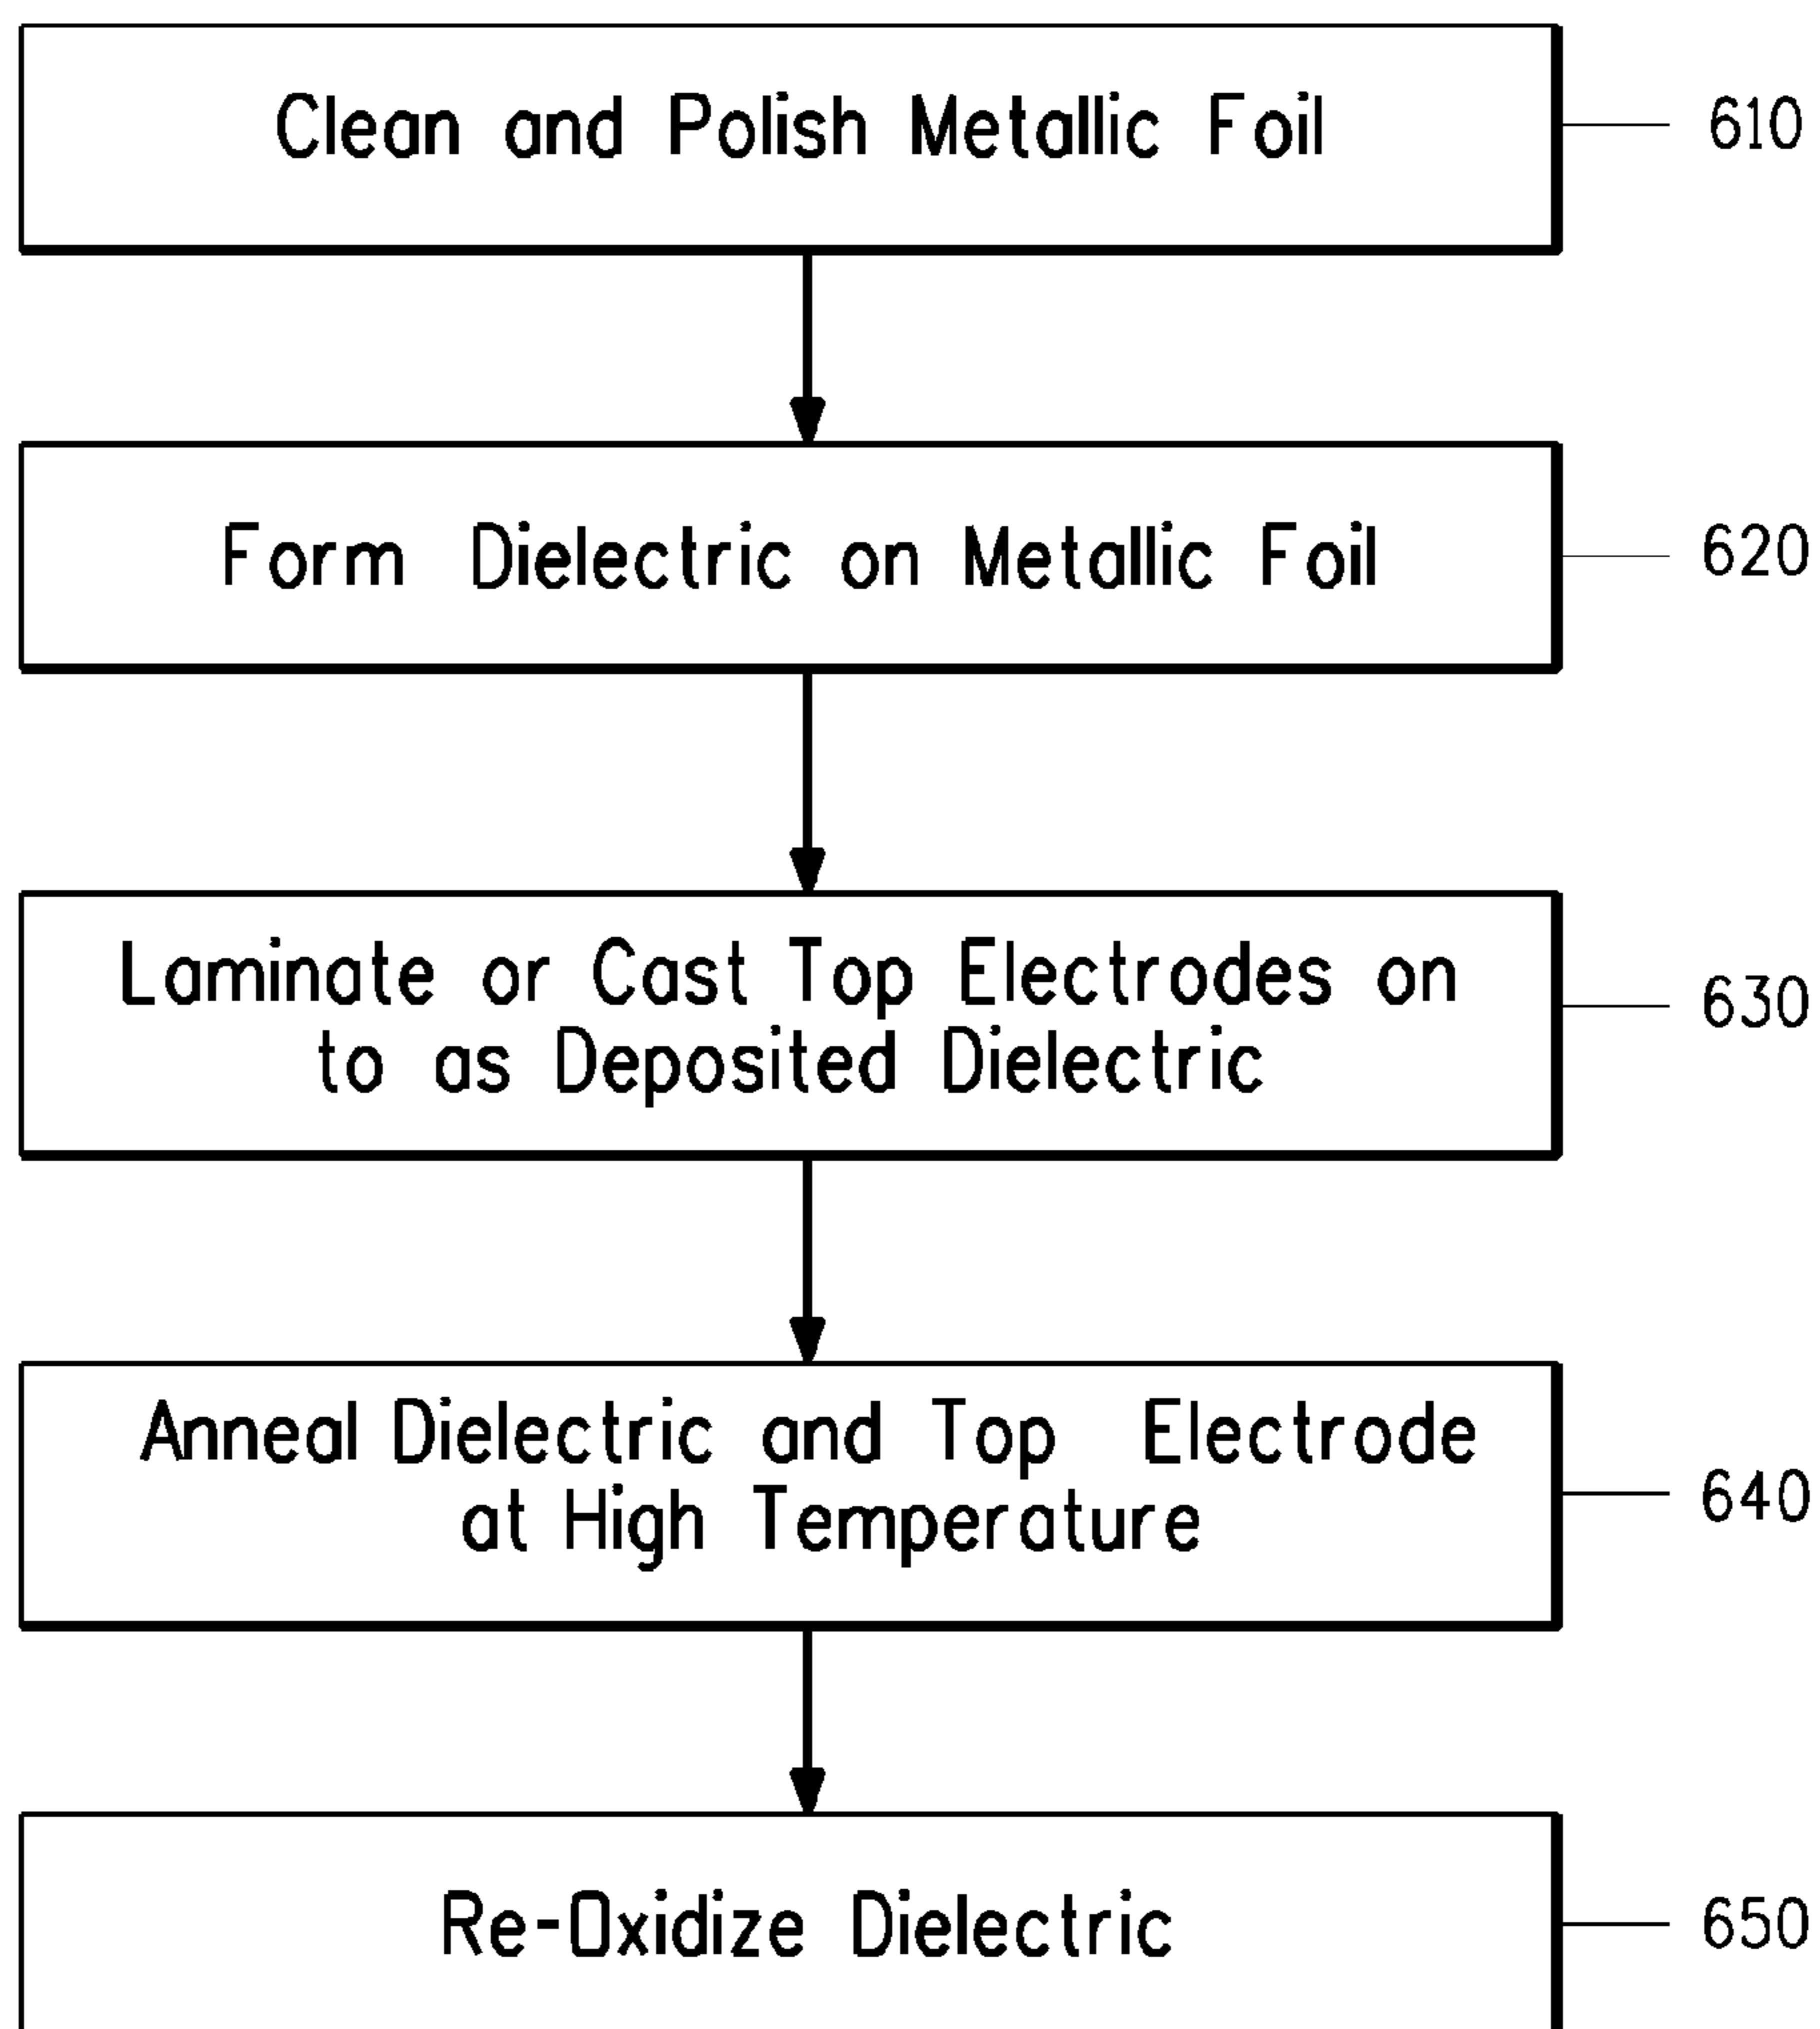 Clean and Polish Metallic Foil
610
Form Dielectric on Metallic Foil
620
Laminate or Cast Top Electrodes on
to as Deposited Dielectric
630
Anneal Dielectric and Top Electrode
at High Temperature
640
Re-Oxidize Dielectric
650